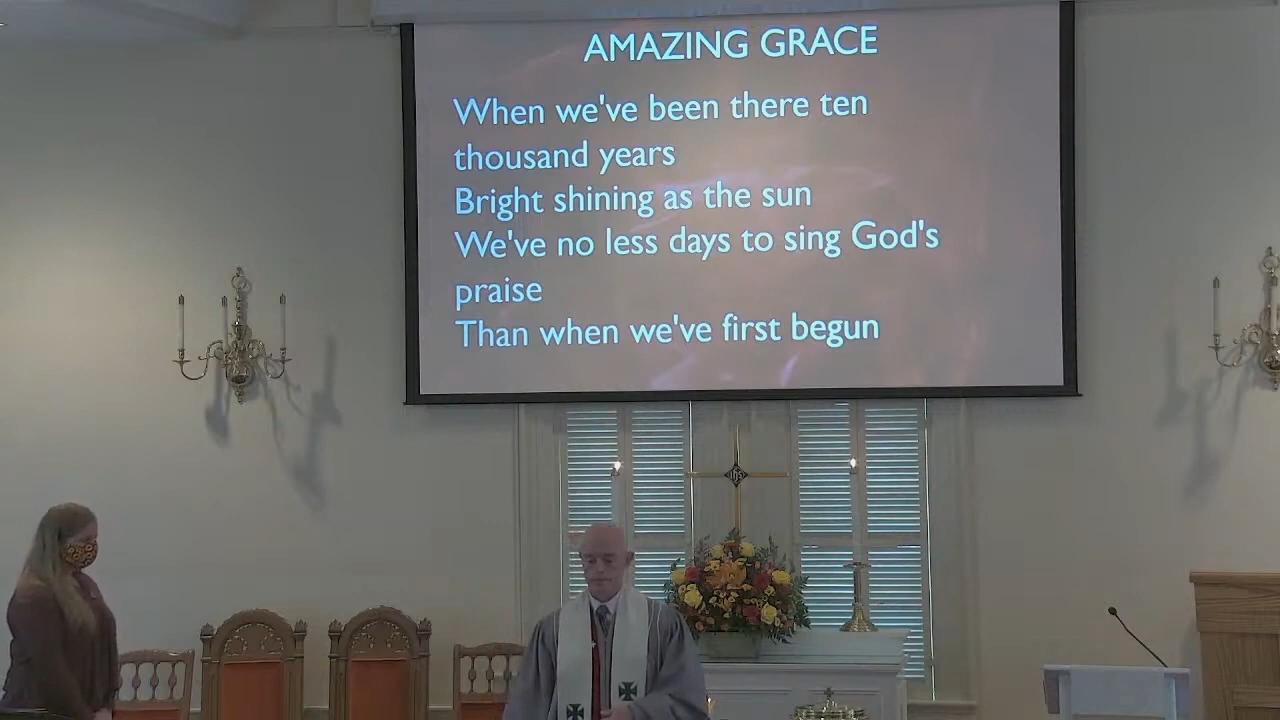 AMAZING GRACE
When we've been there ten
thousand years
Bright shining as the sun
We've no less days to sing God's
praise
Than when we've first begun
IHS